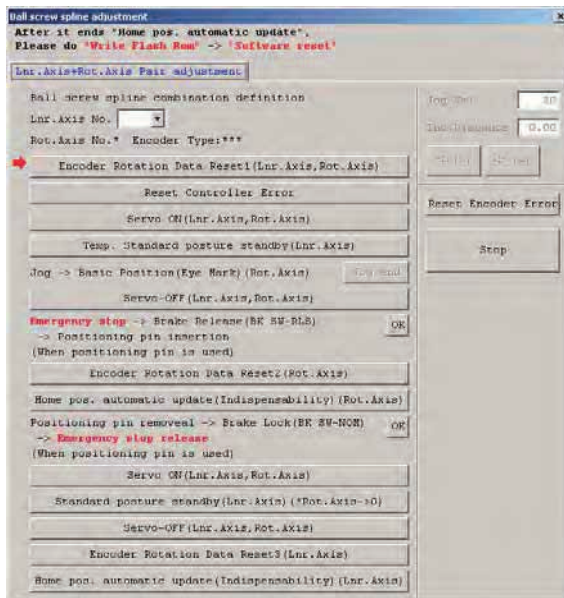 Ball screw spline adjustment
After it ends "Home pos. automatic update",
Please do "Write Flash Rom" -> "Software reset"
Lnr.Axis+Rot.Axis Pair adjustment
Ball screw spline combination definition
Lnr.Axis No.
Rot.Axis No.* Encoder Type:***
Encoder Rotation Data Reset1(Lnr.Axis,Rot.Axis)
Reset Controller Error
Servo ON(Lnr.Axis,Rot.Axis)
Temp. Standard posture standby(Lnr.Axis)
Jog -> Basic Position(Eye Mark)(Rot.Axis)
Jog end
Servo-OFF(Lnr.Axis,Rot.Axis)
Emergency stop -> Brake Release(BK SW-RLS)
OK
-> Positioning pin insertion
(When positioning pin is used)
Encoder Rotation Data Reset2(Rot.Axis)
Home pos. automatic update(Indispensability)(Rot.Axis)
Positioning pin removeal -> Brake Lock(BK SW-NOM)
OK
-> Emergency stop release
(When positioning pin is used)
Servo ON(Lnr.Axis,Rot.Axis)
Standard posture standby(Lnr.Axis)(*Rot.Axis->0)
Servo-OFF(Lnr.Axis,Rot.Axis)
Encoder Rotation Data Reset3(Lnr.Axis)
Home pos. automatic update(Indispensability)(Lnr.Axis)
Jog
0.00
Reset Encoder Error
Stop